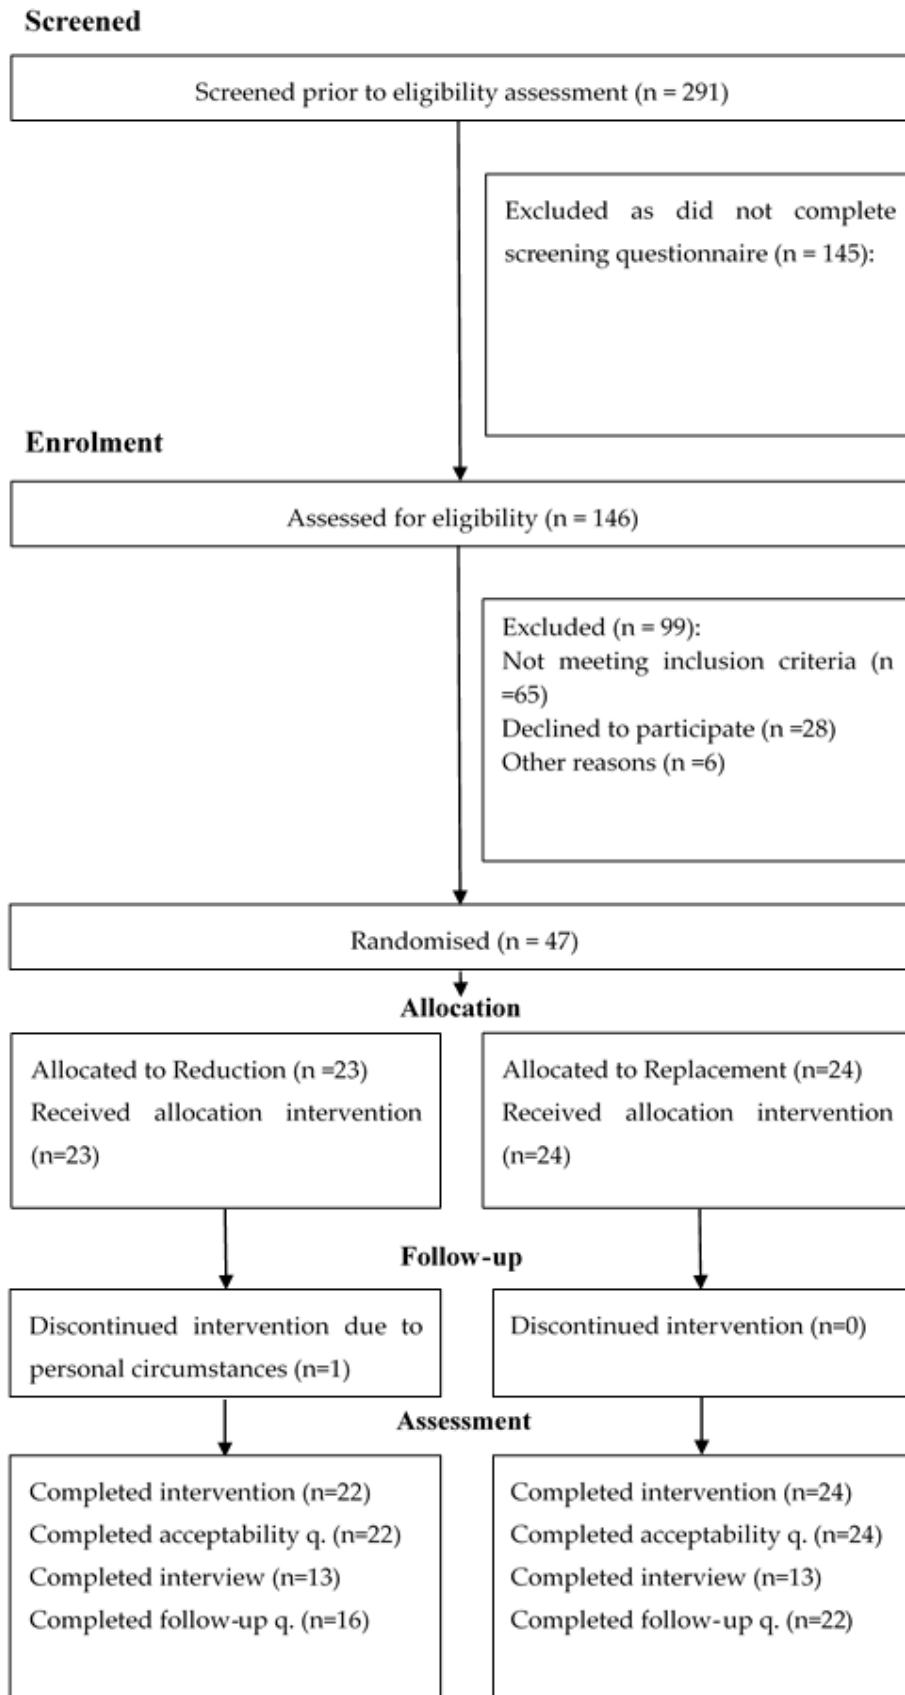 Screened
Screened prior to eligibility assessment (n = 291)
Excluded as did not complete
screening questionnaire (n = 145):
Enrolment
Assessed for eligibility (n = 146)
Excluded (n = 99):
Not meeting inclusion criteria (n
=65)
Declined to participate (n =28)
Other reasons (n =6)
Randomised (n = 47)
Allocation
Allocated to Reduction (n =23)
Received allocation intervention
(n=23)
Allocated to Replacement (n=24)
Received allocation intervention
(n=24)
Follow-up
Discontinued intervention due to
personal circumstances (n=1)
Discontinued intervention (n=0)
Assessment
Completed intervention (n=22)
Completed acceptability q. (n=22)
Completed interview (n=13)
Completed follow-up q. (n=16)
Completed intervention (n=24)
Completed acceptability q. (n=24)
Completed interview (n=13)
Completed follow-up q. (n=22)